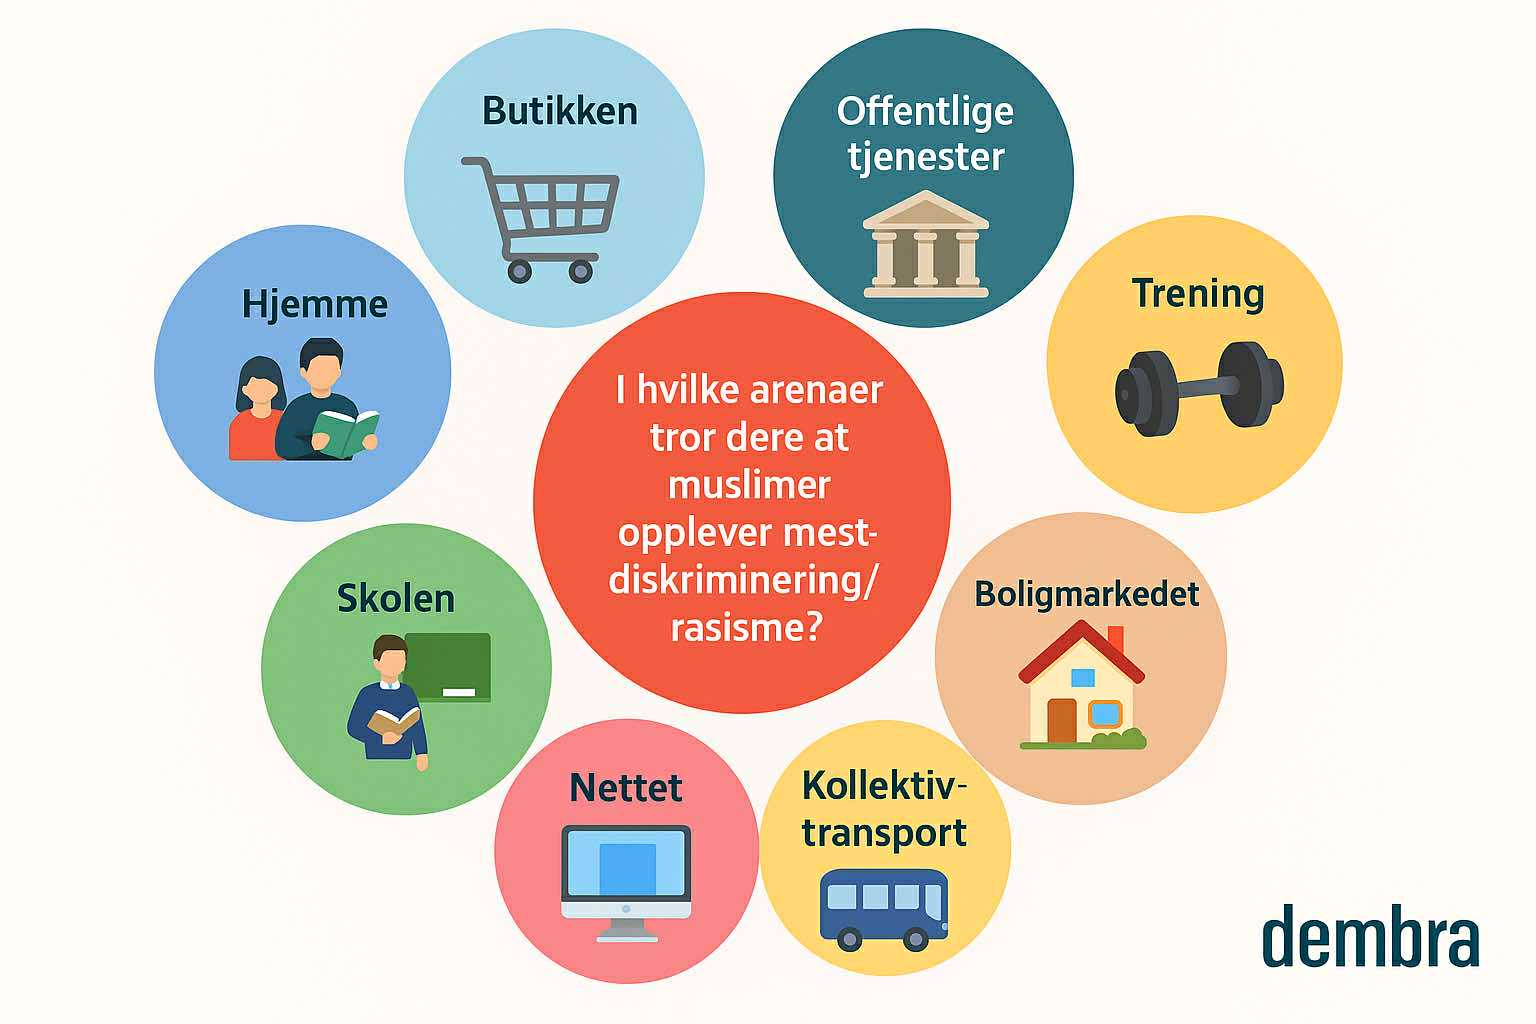 Butikken
Offentlige
tjenester
Hjemme
Trening
I hvilke arenaer
tror dere at
muslimer
opplever mest-
diskriminering/
rasisme?
Skolen
Boligmarkedet
Nettet
Kollektiv-
transport
dembra